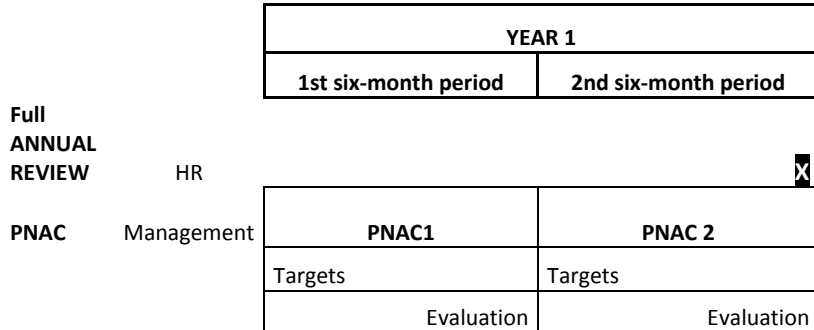 YEAR 1
1st six-month period 2nd six-month period
Full
ANNUAL
REVIEW HR X
PNAC Management PNAC1 PNAC 2
Targets Targets
Evaluation Evaluation